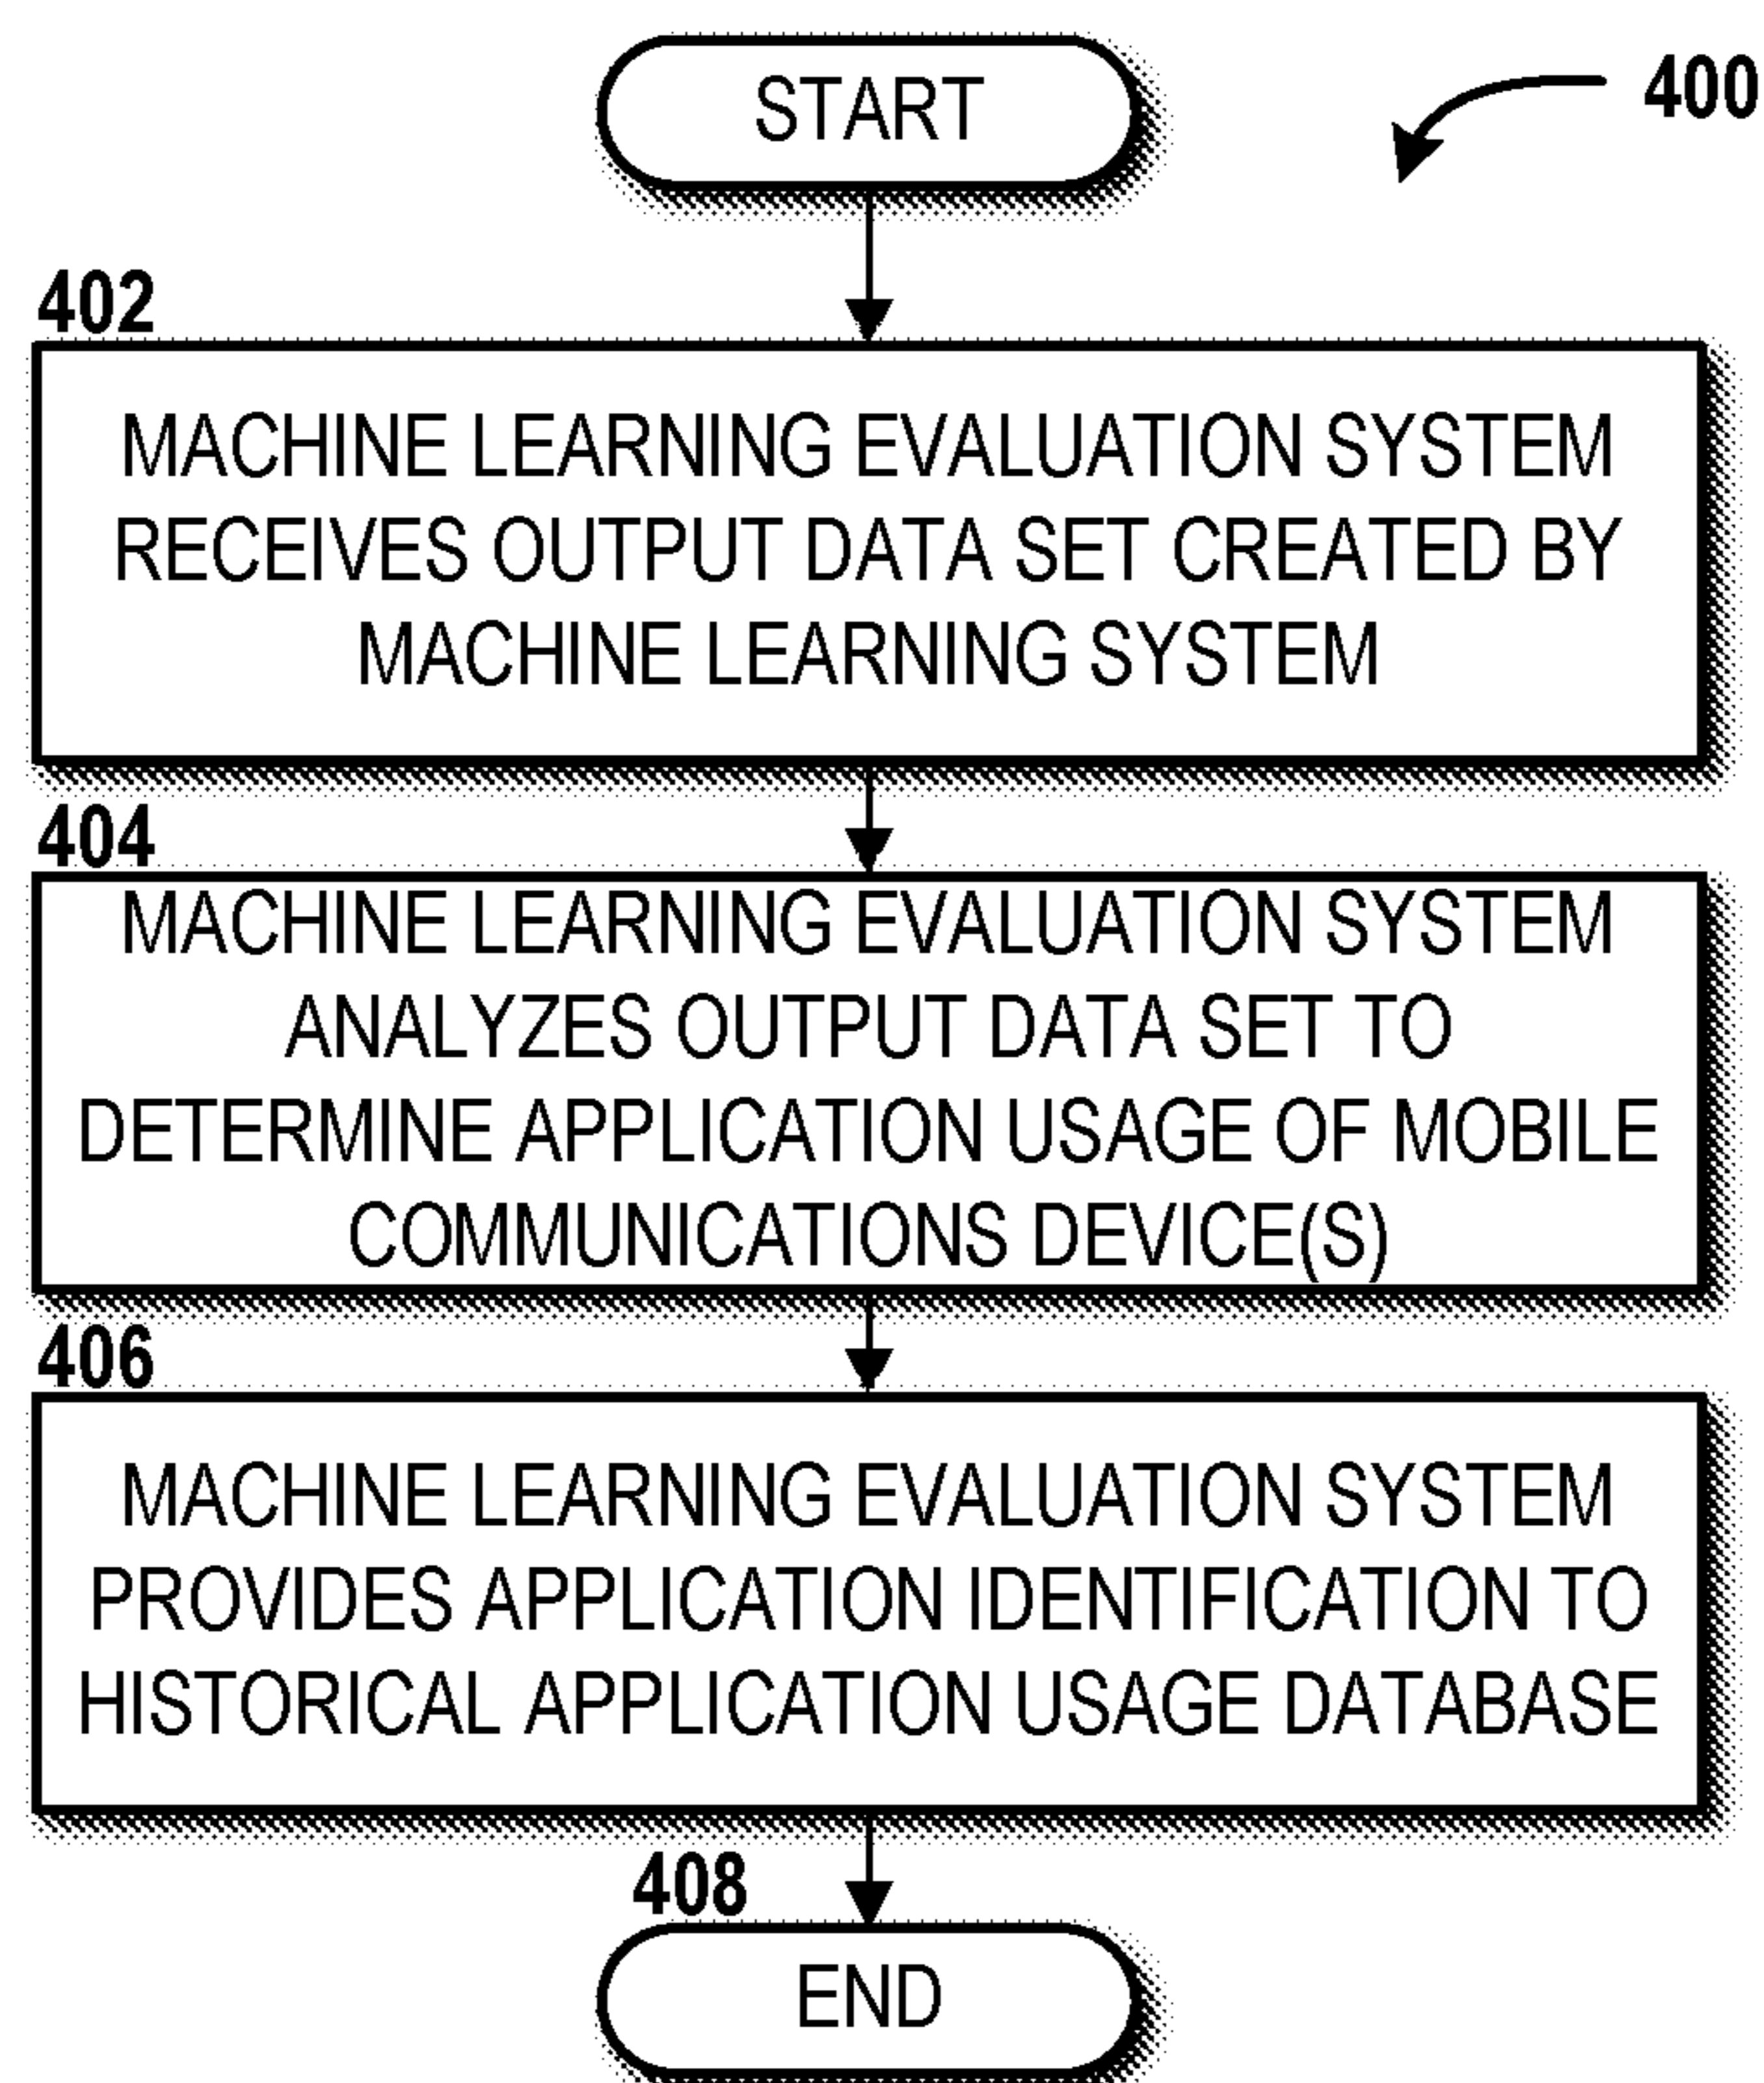 START
400
402
MACHINE LEARNING EVALUATION SYSTEM
RECEIVES OUTPUT DATA SET CREATED BY
MACHINE LEARNING SYSTEM
404
MACHINE LEARNING EVALUATION SYSTEM
ANALYZES OUTPUT DATA SET TO
DETERMINE APPLICATION USAGE OF MOBILE
COMMUNICATIONS DEVICE(S)
406
MACHINE LEARNING EVALUATION SYSTEM
PROVIDES APPLICATION IDENTIFICATION TO
HISTORICAL APPLICATION USAGE DATABASE
408
END